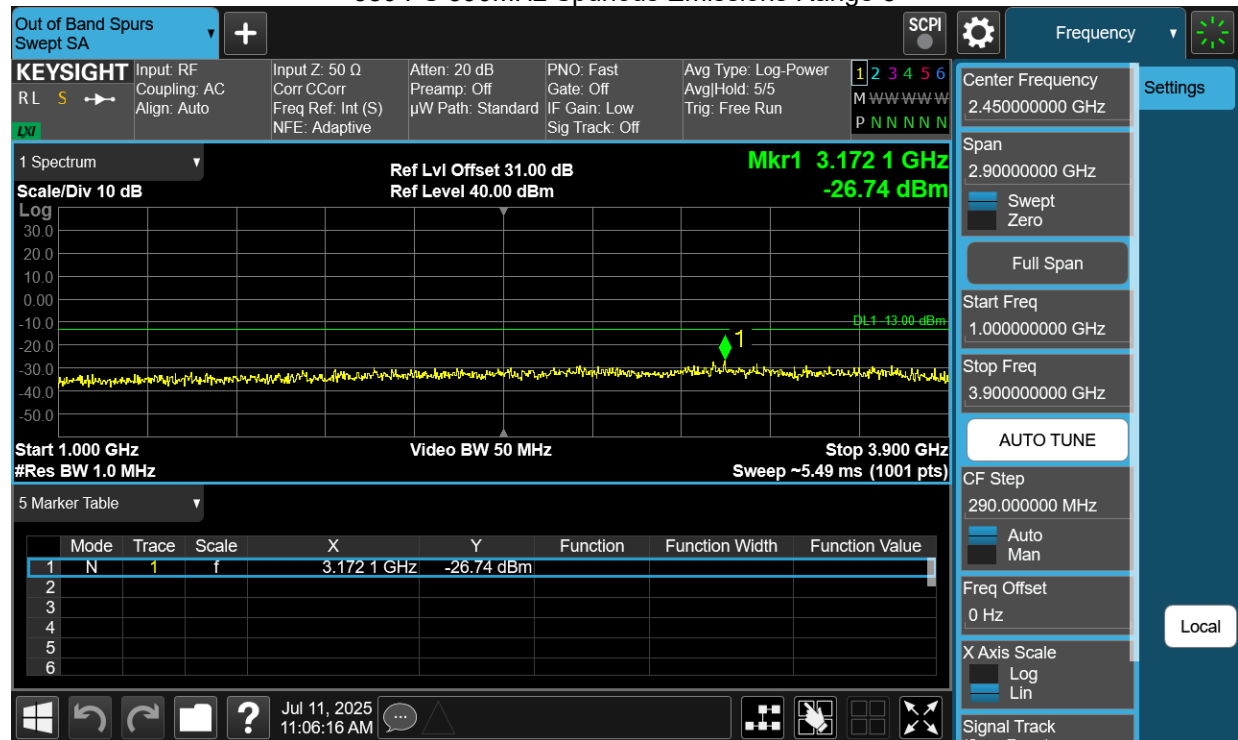 Out of Band Spurs
Swept SA
SCPI
Frequency
KEYSIGHT
RL S
LXI
Input: RF
Coupling: AC
Align: Auto
Input Z: 50 Ω
Corr CCorr
Freq Ref: Int (S)
NFE: Adaptive
Atten: 20 dB
Preamp: Off
µW Path: Standard
PNO: Fast
Gate: Off
IF Gain: Low
Sig Track: Off
Avg Type: Log-Power
Avg|Hold: 5/5
Trig: Free Run
1 2 3 4 5 6
M W W W W W
P N N N N N
1 Spectrum
Scale/Div 10 dB
Ref Lvl Offset 31.00 dB
Ref Level 40.00 dBm
Mkr1 3.172 1 GHz
-26.74 dBm
Log
30.0
20.0
10.0
0.00
-10.0
-20.0
-30.0
-40.0
-50.0
DL1 -13.00 dBm
1
Start 1.000 GHz
#Res BW 1.0 MHz
Video BW 50 MHz
Stop 3.900 GHz
Sweep ~5.49 ms (1001 pts)
5 Marker Table
Mode Trace Scale X Y Function Function Width Function Value
1 N 1 f 3.172 1 GHz -26.74 dBm
2
3
4
5
6
?
Jul 11, 2025
11:06:16 AM
Center Frequency
2.450000000 GHz
Span
2.90000000 GHz
Swept
Zero
Full Span
Start Freq
1.000000000 GHz
Stop Freq
3.900000000 GHz
AUTO TUNE
CF Step
290.000000 MHz
Auto
Man
Freq Offset
0 Hz
X Axis Scale
Log
Lin
Signal Track
Settings
Local